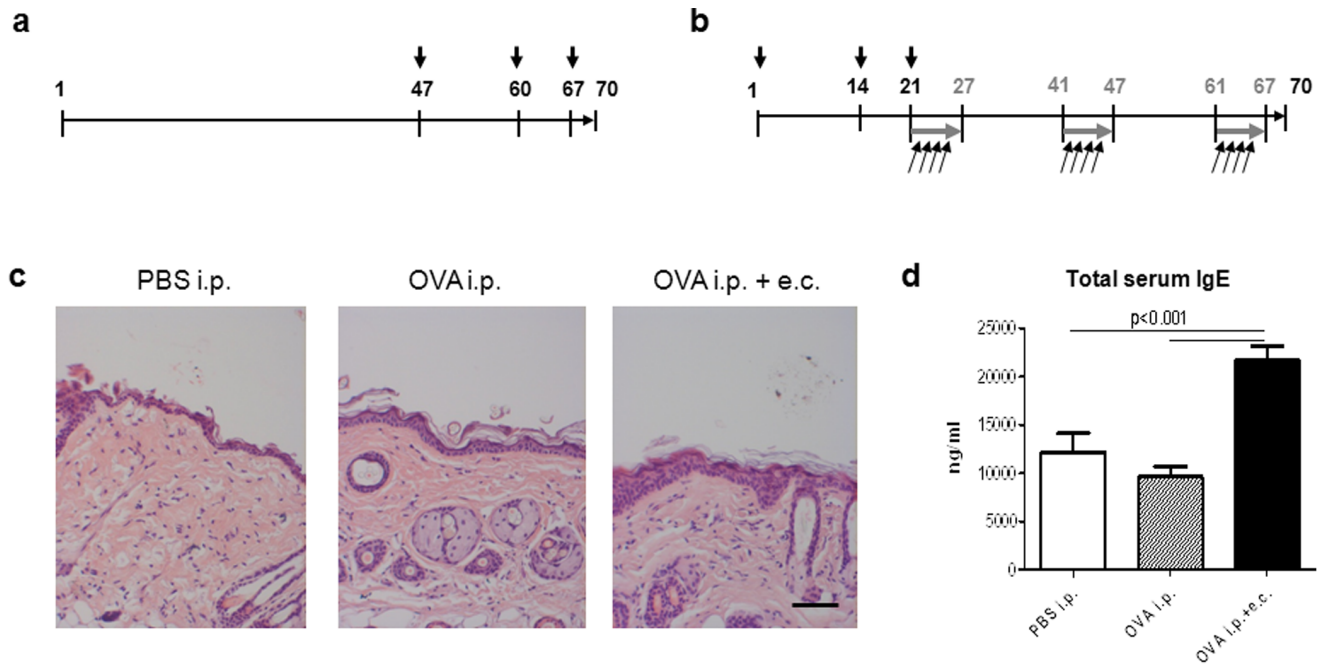 a
1 47 60 67 70
b
1 14 21 27 41 47 61 67 70
c
PBS i.p. OVA i.p. OVA i.p. + e.c.
d
Total serum IgE
p<0.001
25000
20000
15000
10000
5000
0
ng/ml
PBS i.p.
OVA i.p.
OVA i.p.+e.c.